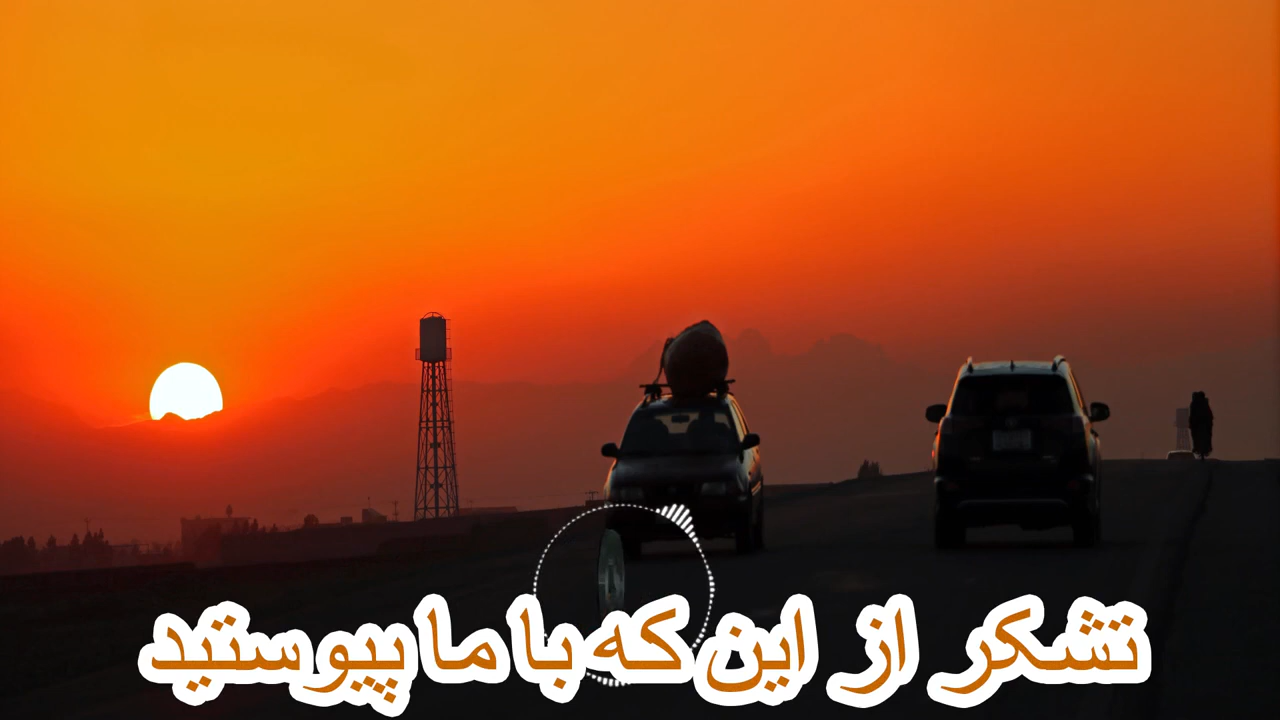 تشکر از این که با ما پیوستید